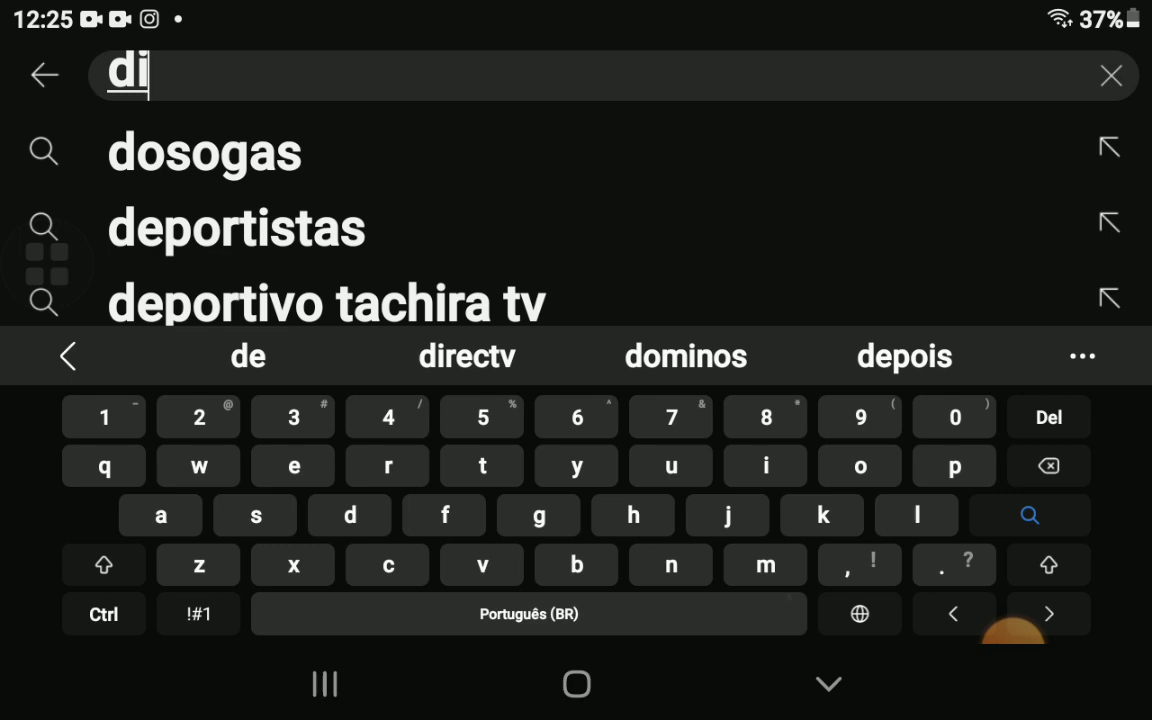 12:25 37%
di
dosogas
deportistas
deportivo tachira tv
de directv dominos depois ...
1 - 2 @ 3 # 4 / 5 % 6 ^ 7 & 8 * 9 ( 0 ) Del
q w e r t y u i o p
a s d f g h j k l
z x c v b n m , ! . ?
Ctrl !#1 Português (BR) < >